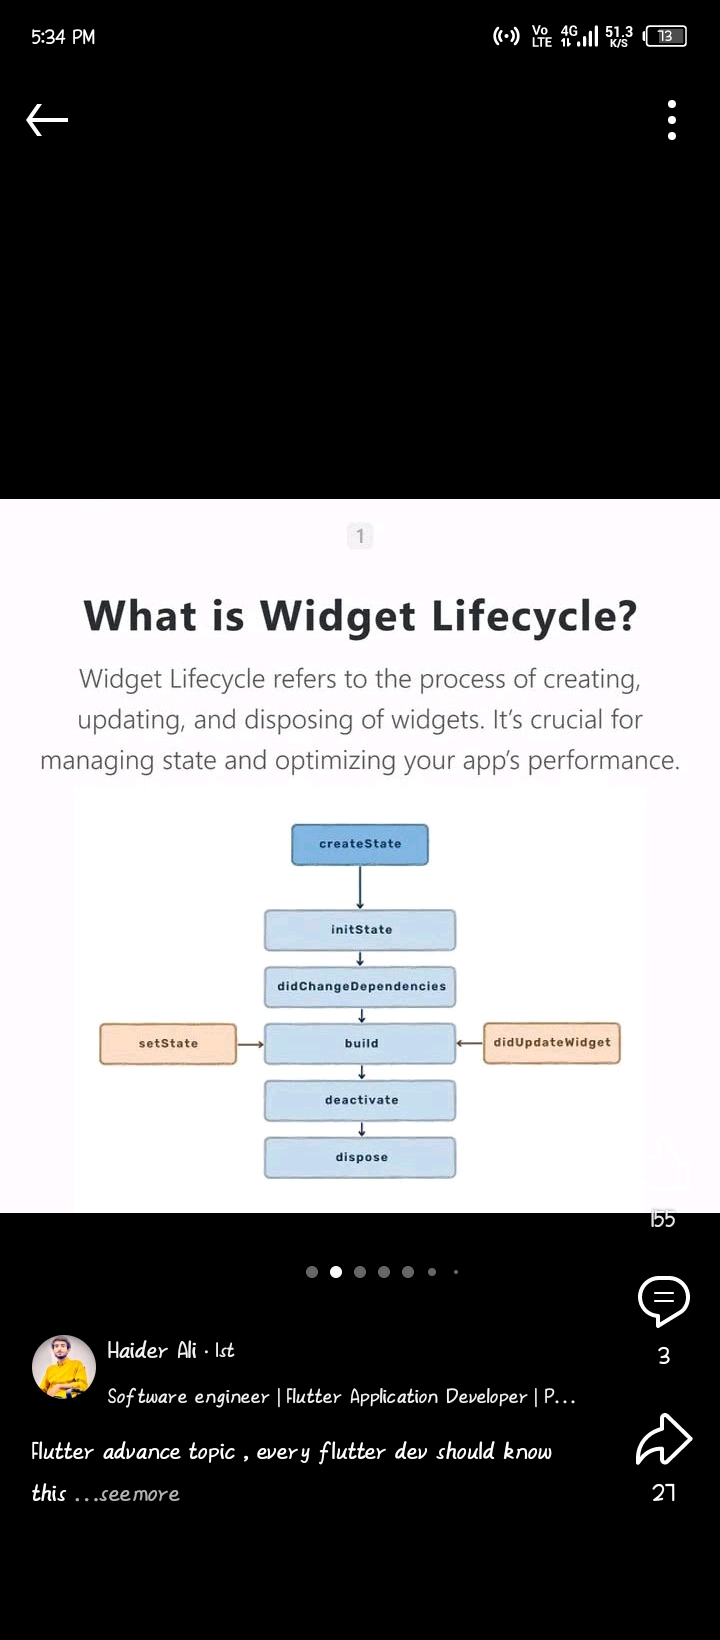 5:34 PM
Vo LTE 4G 51.3 K/S 73
1
What is Widget Lifecycle?
Widget Lifecycle refers to the process of creating,
updating, and disposing of widgets. It's crucial for
managing state and optimizing your app's performance.
createState
initState
didChangeDependencies
setState
build
didUpdateWidget
deactivate
dispose
155
3
Haider Ali · 1st
Software engineer | Flutter Application Developer | P...
Flutter advance topic , every flutter dev should know
this ...see more
27